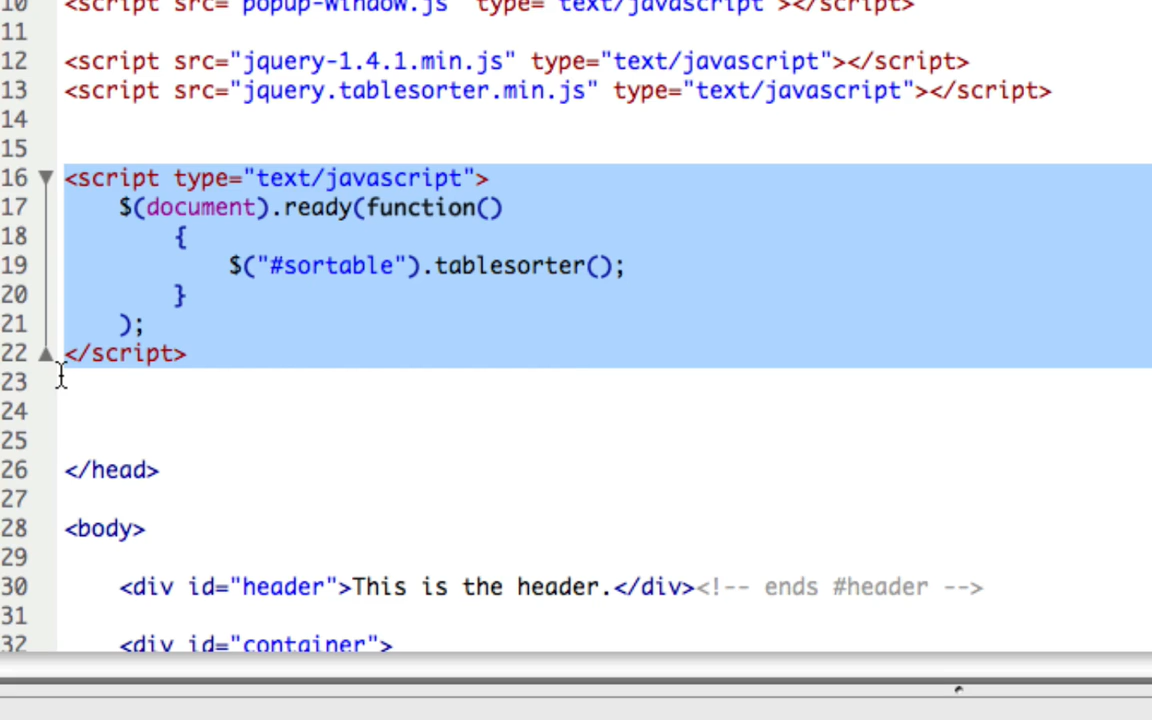 10 <script src="popup-window.js" type="text/javascript"></script>
11
12 <script src="jquery-1.4.1.min.js" type="text/javascript"></script>
13 <script src="jquery.tablesorter.min.js" type="text/javascript"></script>
14
15
16 <script type="text/javascript">
17 $(document).ready(function()
18 {
19 $("#sortable").tablesorter();
20 }
21 );
22 </script>
23
24
25
26 </head>
27
28 <body>
29
30 <div id="header">This is the header.</div><!-- ends #header -->
31
32 <div id="container">